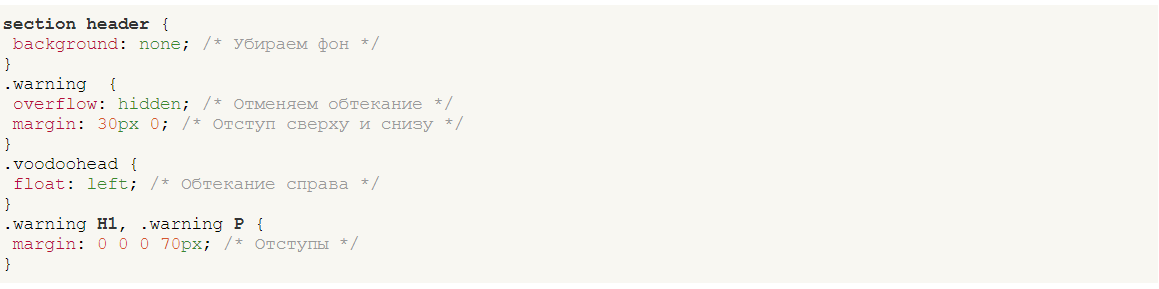 section header {
 background: none; /* Убираем фон */
}
.warning  {
 overflow: hidden; /* Отменяем обтекание */
 margin: 30px 0; /* Отступ сверху и снизу */
}
.voodoohead {
 float: left; /* Обтекание справа */
}
.warning H1, .warning P {
 margin: 0 0 0 70px; /* Отступы */
}